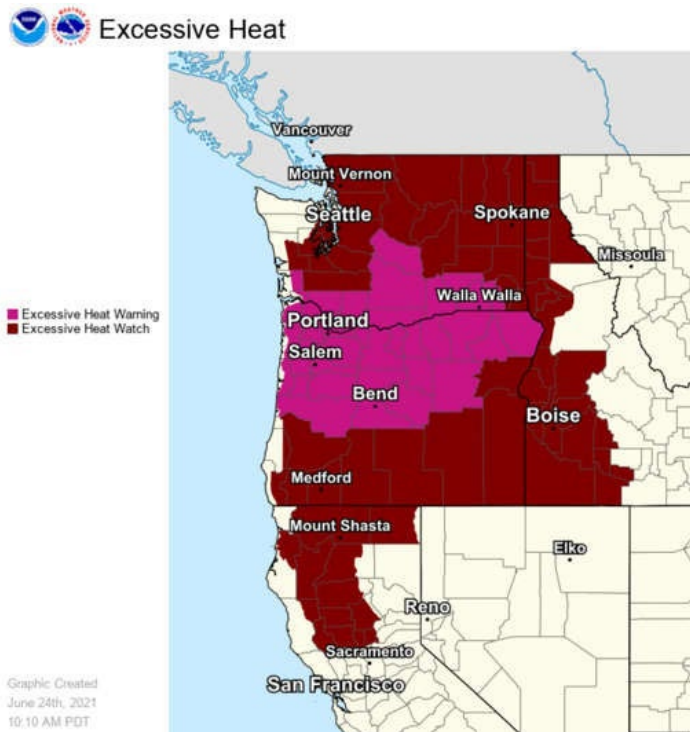 Excessive Heat
Vancouver
Mount Vernon
Seattle
Spokane
Missoula
Excessive Heat Warning
Excessive Heat Watch
Walla Walla
Portland
Salem
Bend
Boise
Medford
Mount Shasta
Elko
Reno
Sacramento
San Francisco
Graphic Created
June 24th, 2021
10:10 AM PDT